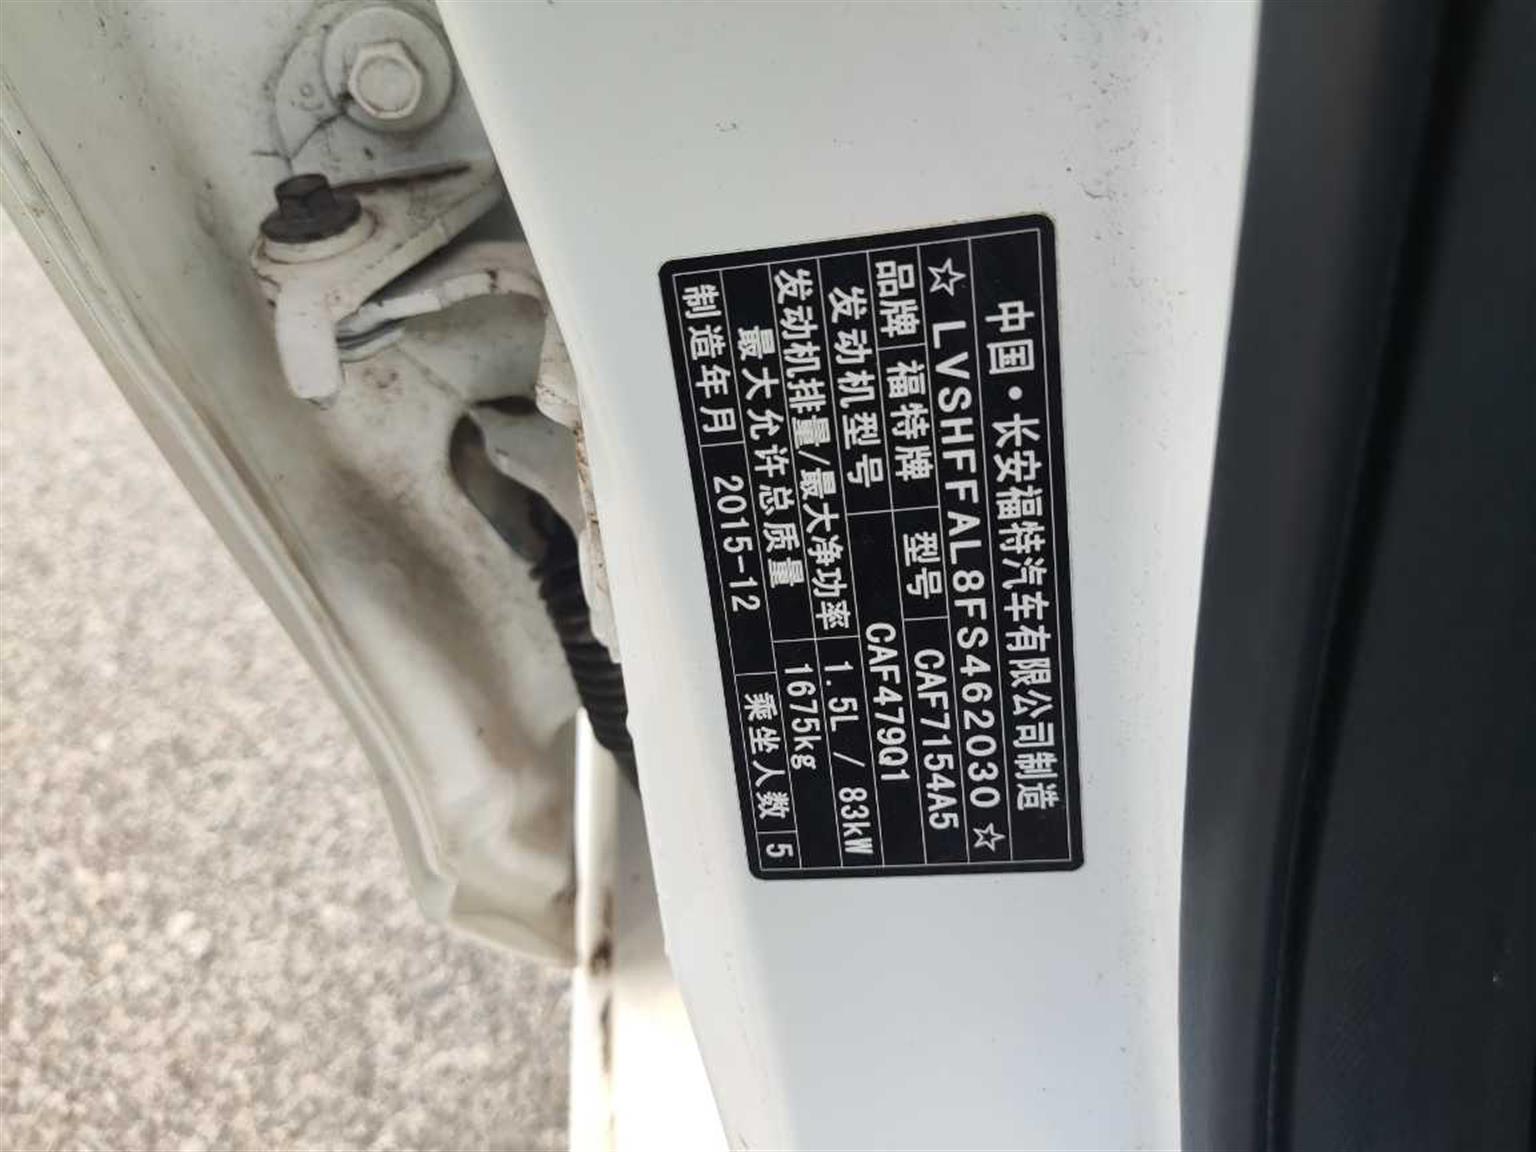 中国·长安福特汽车有限公司制造
☆LVSHFFAL8FS462030☆
品牌 福特牌 型号 CAF7154A5
发动机型号 CAF479Q1
发动机排量/最大净功率 1.5L / 83kW
最大允许总质量 1675kg
制造年月 2015-12 乘坐人数 5